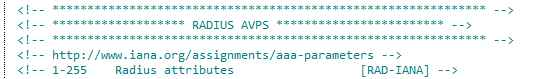 <!-- ************************************************************** -->
<!-- ******************* RADIUS AVPS ************************ -->
<!-- ************************************************************** -->
<!-- http://www.iana.org/assignments/aaa-parameters -->
<!-- 1-255    Radius attributes                  [RAD-IANA] -->